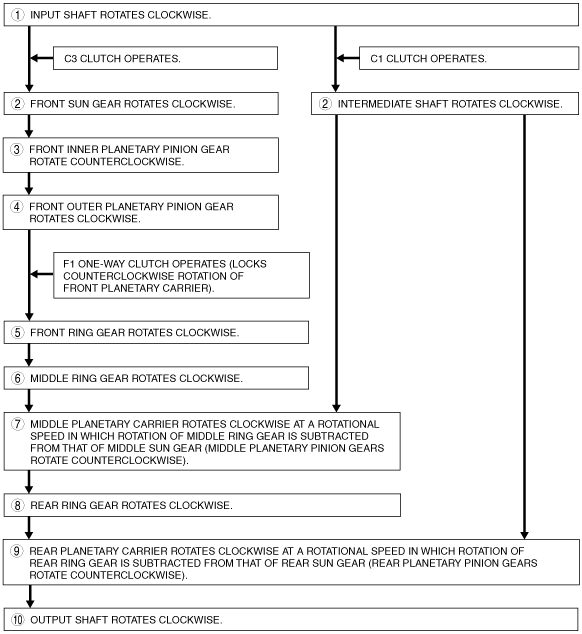 ① INPUT SHAFT ROTATES CLOCKWISE.
C3 CLUTCH OPERATES.
C1 CLUTCH OPERATES.
② FRONT SUN GEAR ROTATES CLOCKWISE.
② INTERMEDIATE SHAFT ROTATES CLOCKWISE.
③ FRONT INNER PLANETARY PINION GEAR
ROTATE COUNTERCLOCKWISE.
④ FRONT OUTER PLANETARY PINION GEAR
ROTATES CLOCKWISE.
F1 ONE-WAY CLUTCH OPERATES (LOCKS
COUNTERCLOCKWISE ROTATION OF
FRONT PLANETARY CARRIER).
⑤ FRONT RING GEAR ROTATES CLOCKWISE.
⑥ MIDDLE RING GEAR ROTATES CLOCKWISE.
⑦ MIDDLE PLANETARY CARRIER ROTATES CLOCKWISE AT A ROTATIONAL
SPEED IN WHICH ROTATION OF MIDDLE RING GEAR IS SUBTRACTED
FROM THAT OF MIDDLE SUN GEAR (MIDDLE PLANETARY PINION GEARS
ROTATE COUNTERCLOCKWISE).
⑧ REAR RING GEAR ROTATES CLOCKWISE.
⑨ REAR PLANETARY CARRIER ROTATES CLOCKWISE AT A ROTATIONAL SPEED IN WHICH ROTATION OF
REAR RING GEAR IS SUBTRACTED FROM THAT OF REAR SUN GEAR (REAR PLANETARY PINION GEARS
ROTATE COUNTERCLOCKWISE).
⑩ OUTPUT SHAFT ROTATES CLOCKWISE.